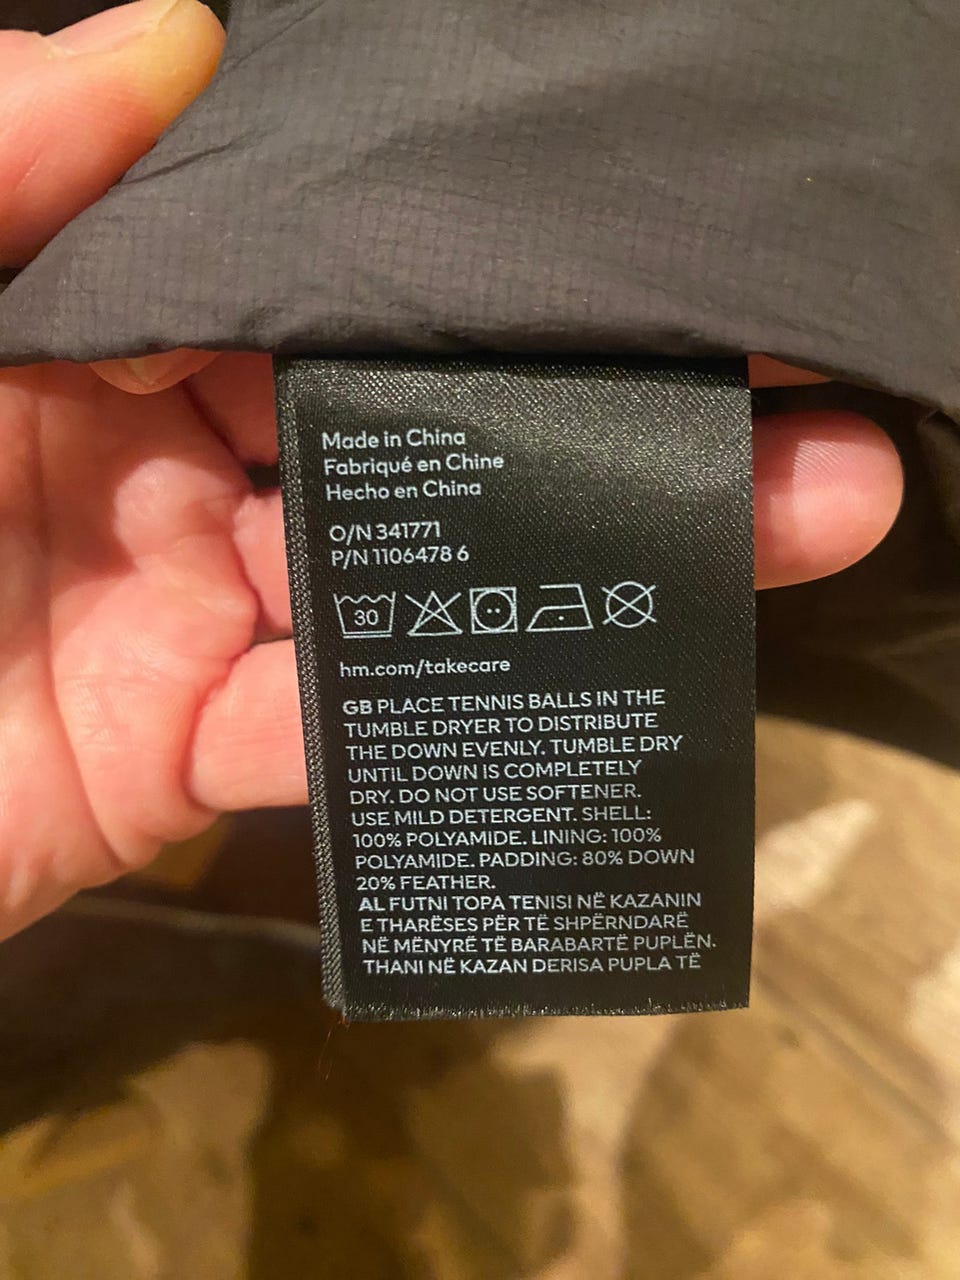 Made in China
Fabriqué en Chine
Hecho en China
O/N 341771
P/N 1106478 6
30
hm.com/takecare
GB PLACE TENNIS BALLS IN THE
TUMBLE DRYER TO DISTRIBUTE
THE DOWN EVENLY. TUMBLE DRY
UNTIL DOWN IS COMPLETELY
DRY. DO NOT USE SOFTENER.
USE MILD DETERGENT. SHELL:
100% POLYAMIDE. LINING: 100%
POLYAMIDE. PADDING: 80% DOWN
20% FEATHER.
AL FUTNI TOPA TENISI NË KAZANIN
E THARËSES PËR TË SHPËRNDARË
NË MËNYRË TË BARABARTË PUPLËN.
THANI NË KAZAN DERISA PUPLA TË